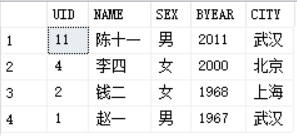 UID NAME SEX BYEAR CITY
1 11 陈十一 男 2011 武汉
2 4 李四 女 2000 北京
3 2 钱二 女 1968 上海
4 1 赵一 男 1967 武汉